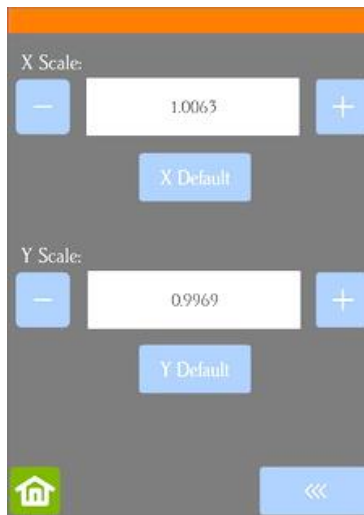 X Scale:
− 1.0063 +
X Default
Y Scale:
− 0.9969 +
Y Default
<<<